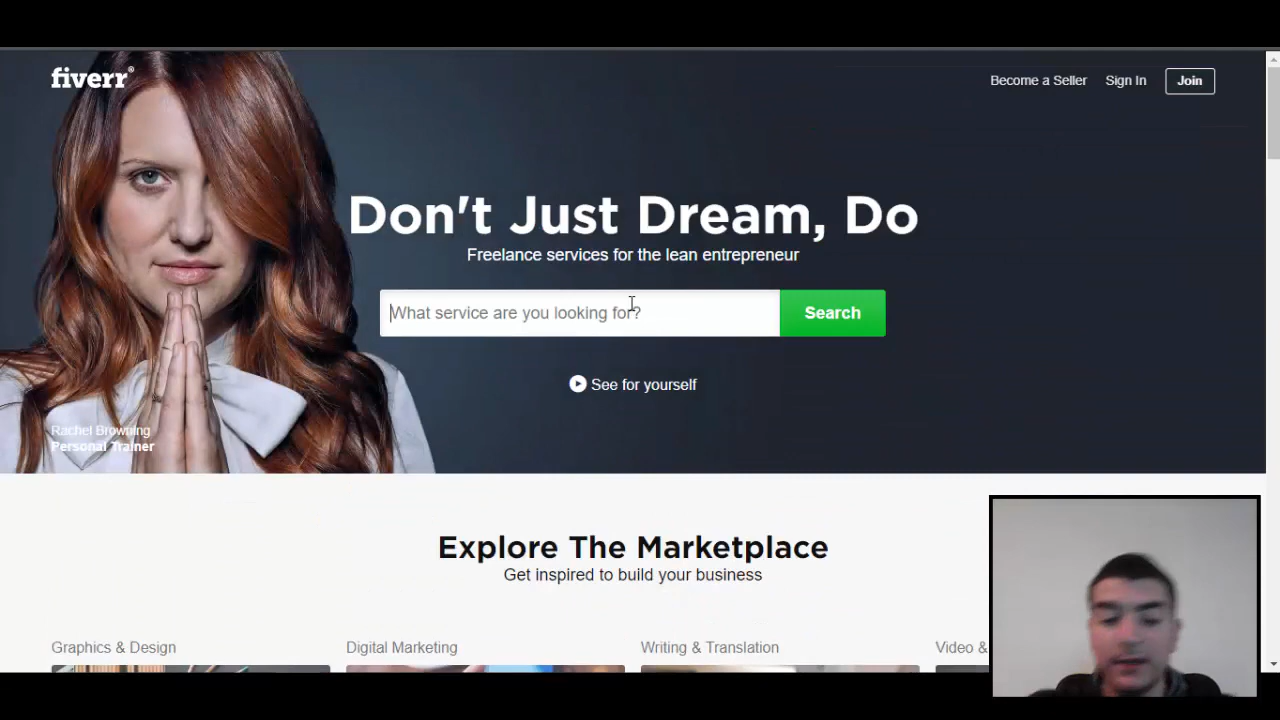 fiverr®
Become a Seller Sign In Join
Don't Just Dream, Do
Freelance services for the lean entrepreneur
What service are you looking for? Search
See for yourself
Rachel Browning
Personal Trainer
Explore The Marketplace
Get inspired to build your business
Graphics & Design Digital Marketing Writing & Translation Video &